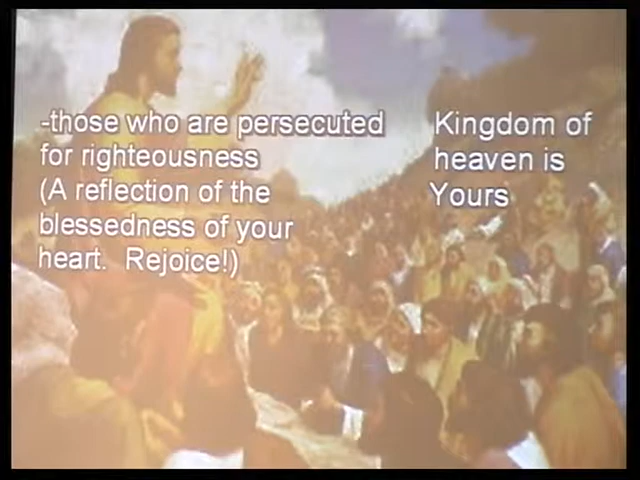 -those who are persecuted
for righteousness
(A reflection of the
blessedness of your
heart.  Rejoice!)
Kingdom of
heaven is
Yours